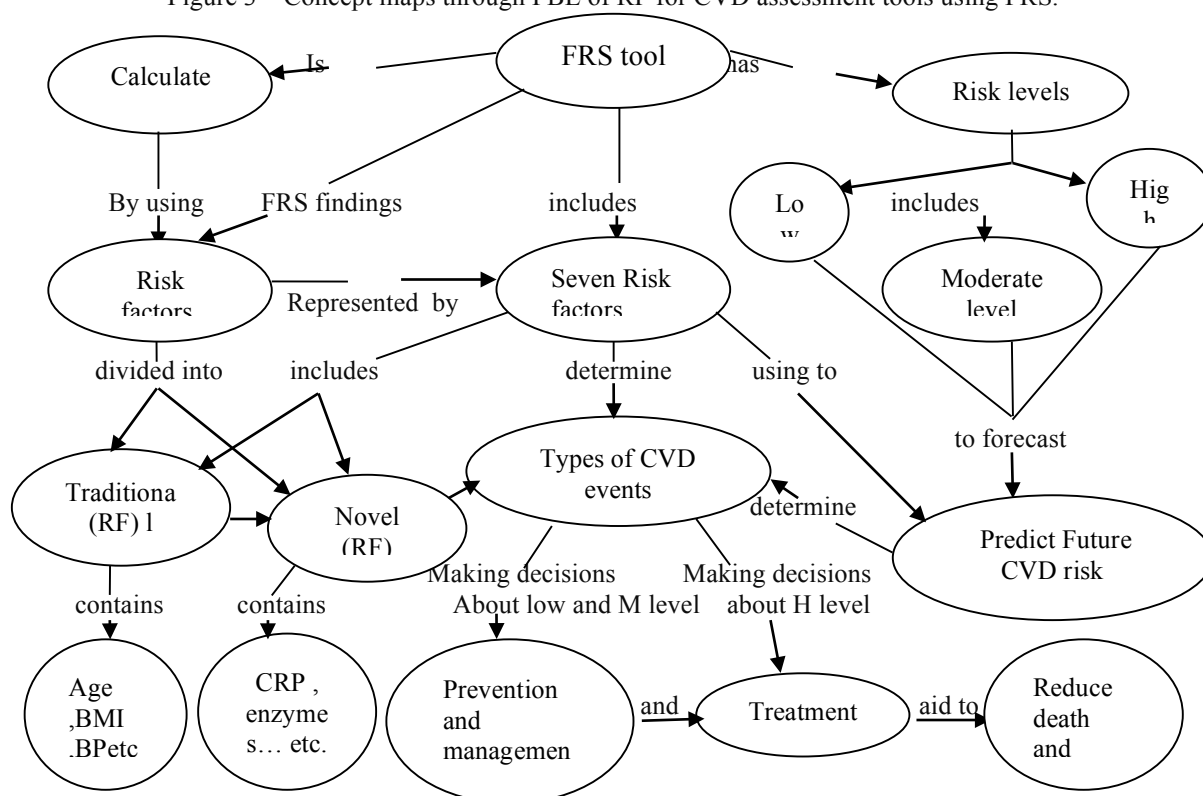 Figure 3 Concept maps through PBL of RF for CVD assessment tools using FRS.
Calculate
Is
FRS tool
has
Risk levels
By using
FRS findings
includes
Lo
w
includes
Hig
h
Risk
factors
Represented by
Seven Risk
factors
Moderate
level
divided into
includes
determine
using to
to forecast
Traditiona
(RF) l
Novel
(RF)
Types of CVD
events
determine
Predict Future
CVD risk
contains
contains
Making decisions
About low and M level
Making decisions
about H level
Age
,BMI
.BPetc
CRP ,
enzyme
s... etc.
Prevention
and
managemen
and
Treatment
aid to
Reduce
death
and